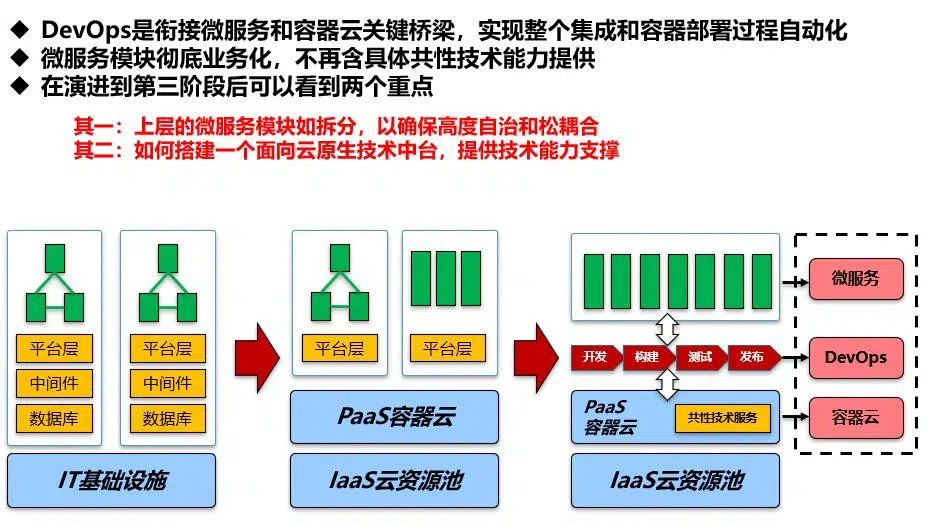 ◆ DevOps是衔接微服务和容器云关键桥梁，实现整个集成和容器部署过程自动化
◆ 微服务模块彻底业务化，不再含具体共性技术能力提供
◆ 在演进到第三阶段后可以看到两个重点
其一：上层的微服务模块如拆分，以确保高度自治和松耦合
其二：如何搭建一个面向云原生技术中台，提供技术能力支撑
平台层
中间件
数据库
平台层
中间件
数据库
IT基础设施
平台层
平台层
PaaS容器云
IaaS云资源池
开发
构建
测试
发布
PaaS
容器云
共性技术服务
IaaS云资源池
微服务
DevOps
容器云